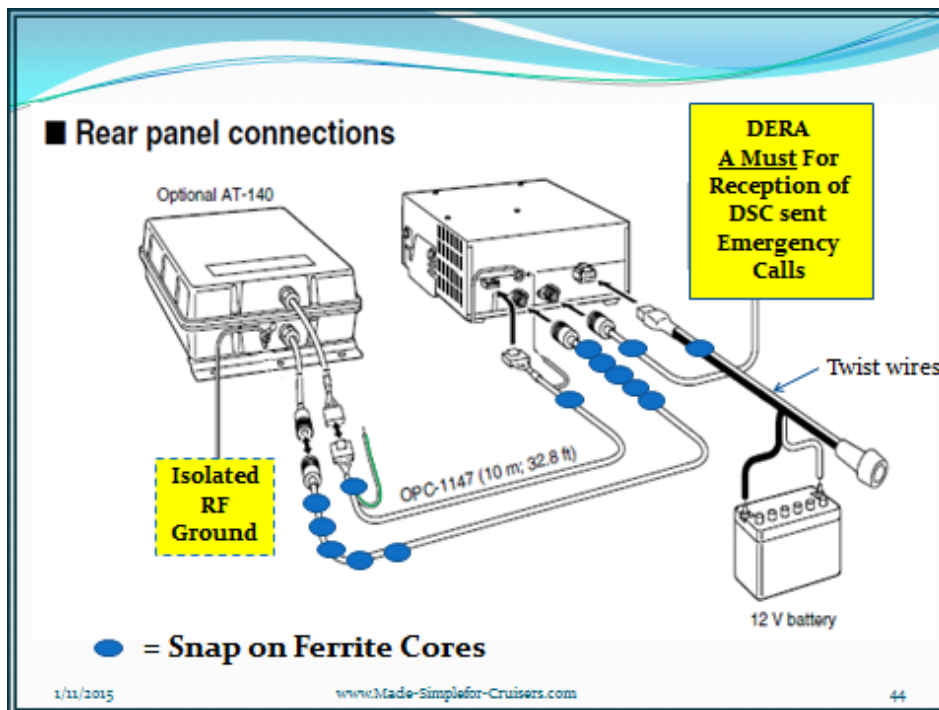 ■ Rear panel connections
Optional AT-140
DERA
A Must For
Reception of
DSC sent
Emergency
Calls
Twist wires
Isolated
RF
Ground
OPC-1147 (10 m; 32.8 ft)
12 V battery
= Snap on Ferrite Cores
1/11/2015
www.Made-Simplefor-Cruisers.com
44